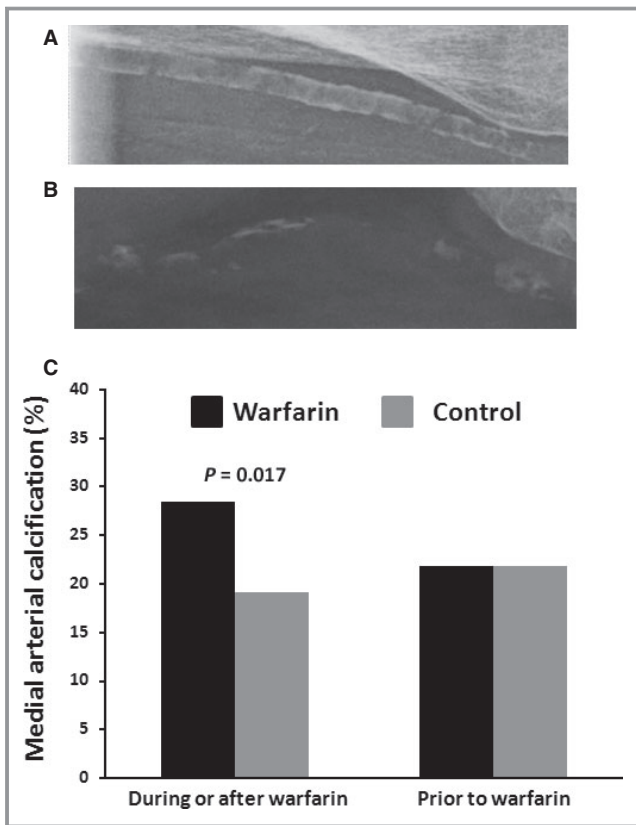 A
B
C
Medial arterial calcification (%)
40
35
30
25
20
15
10
5
0
Warfarin Control
P = 0.017
During or after warfarin Prior to warfarin